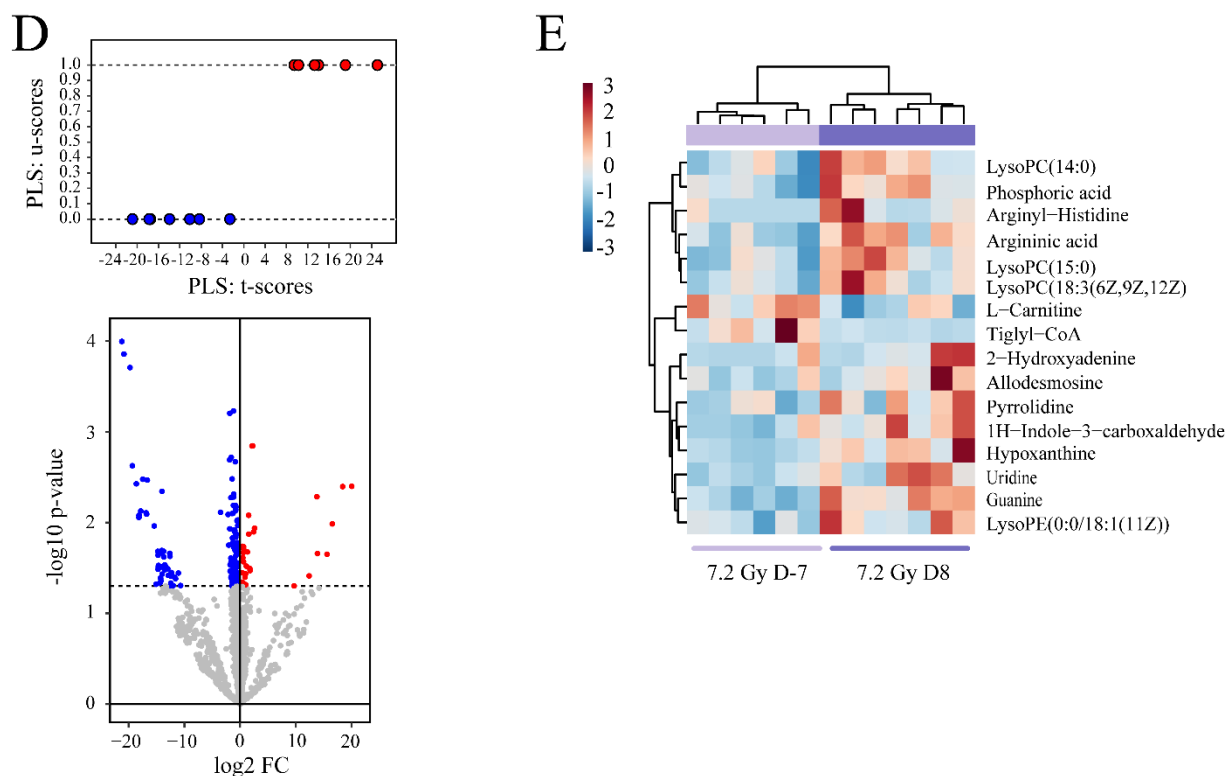 D
1.0
0.9
0.8
0.7
0.6
0.5
0.4
0.3
0.2
0.1
0.0
PLS: u-scores
-24 -20 -16 -12 -8 -4 0 4 8 12 16 20 24
PLS: t-scores
4
3
2
1
0
-log10 p-value
−20 −10 0 10 20
log2 FC
E
3
2
1
0
-1
-2
-3
LysoPC(14:0)
Phosphoric acid
Arginyl−Histidine
Argininic acid
LysoPC(15:0)
LysoPC(18:3(6Z,9Z,12Z)
L−Carnitine
Tiglyl−CoA
2−Hydroxyadenine
Allodesmosine
Pyrrolidine
1H−Indole−3−carboxaldehyde
Hypoxanthine
Uridine
Guanine
LysoPE(0:0/18:1(11Z))
7.2 Gy D-7 7.2 Gy D8